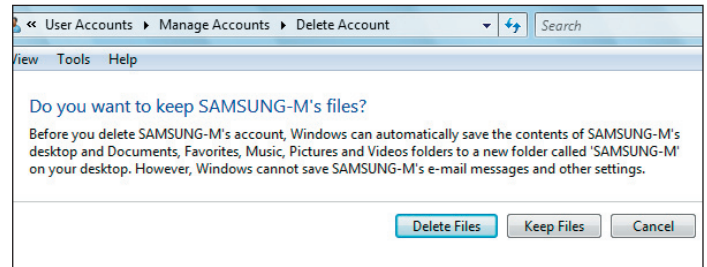 « User Accounts ▸ Manage Accounts ▸ Delete Account Search
View Tools Help
Do you want to keep SAMSUNG-M's files?
Before you delete SAMSUNG-M's account, Windows can automatically save the contents of SAMSUNG-M's
desktop and Documents, Favorites, Music, Pictures and Videos folders to a new folder called 'SAMSUNG-M'
on your desktop. However, Windows cannot save SAMSUNG-M's e-mail messages and other settings.
Delete Files Keep Files Cancel